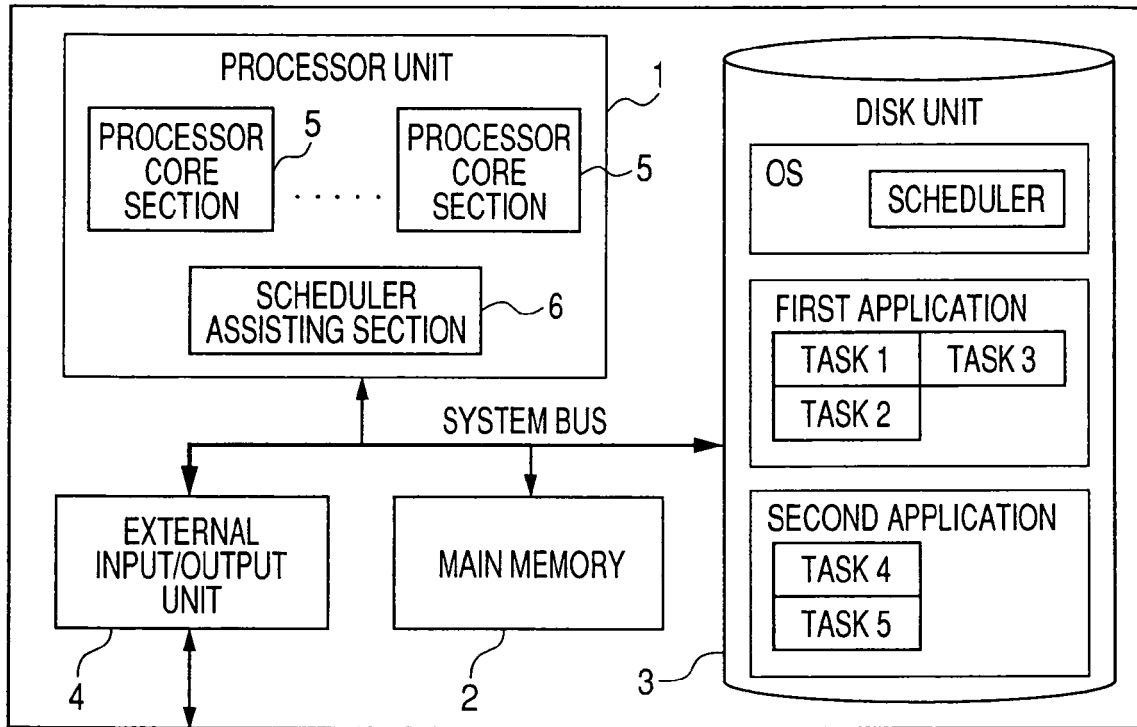 PROCESSOR UNIT
1
PROCESSOR
CORE
SECTION
5
.....
PROCESSOR
CORE
SECTION
5
SCHEDULER
ASSISTING SECTION
6
SYSTEM BUS
EXTERNAL
INPUT/OUTPUT
UNIT
4
MAIN MEMORY
2
DISK UNIT
OS
SCHEDULER
FIRST APPLICATION
TASK 1
TASK 3
TASK 2
SECOND APPLICATION
TASK 4
TASK 5
3